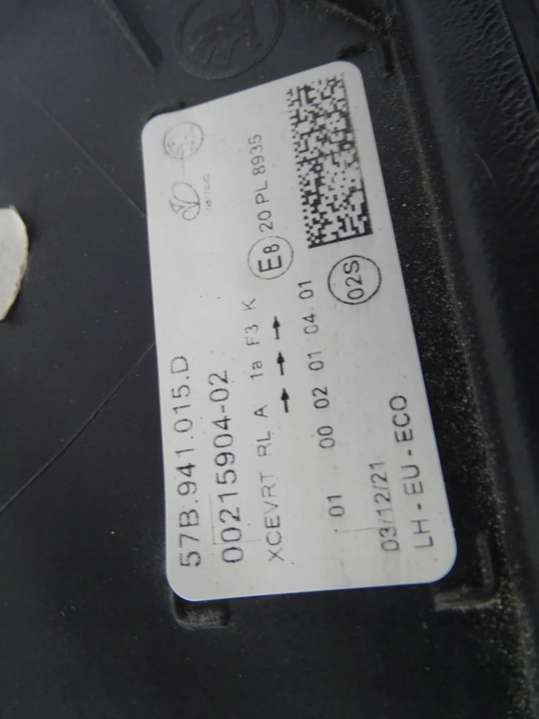 57B.941.015.D
00215904-02
XCEVRT RL A 1a F3 K
E8 20 PL 8935
01 00 02 01 04 01
02S
03/12/21
LH-EU-ECO